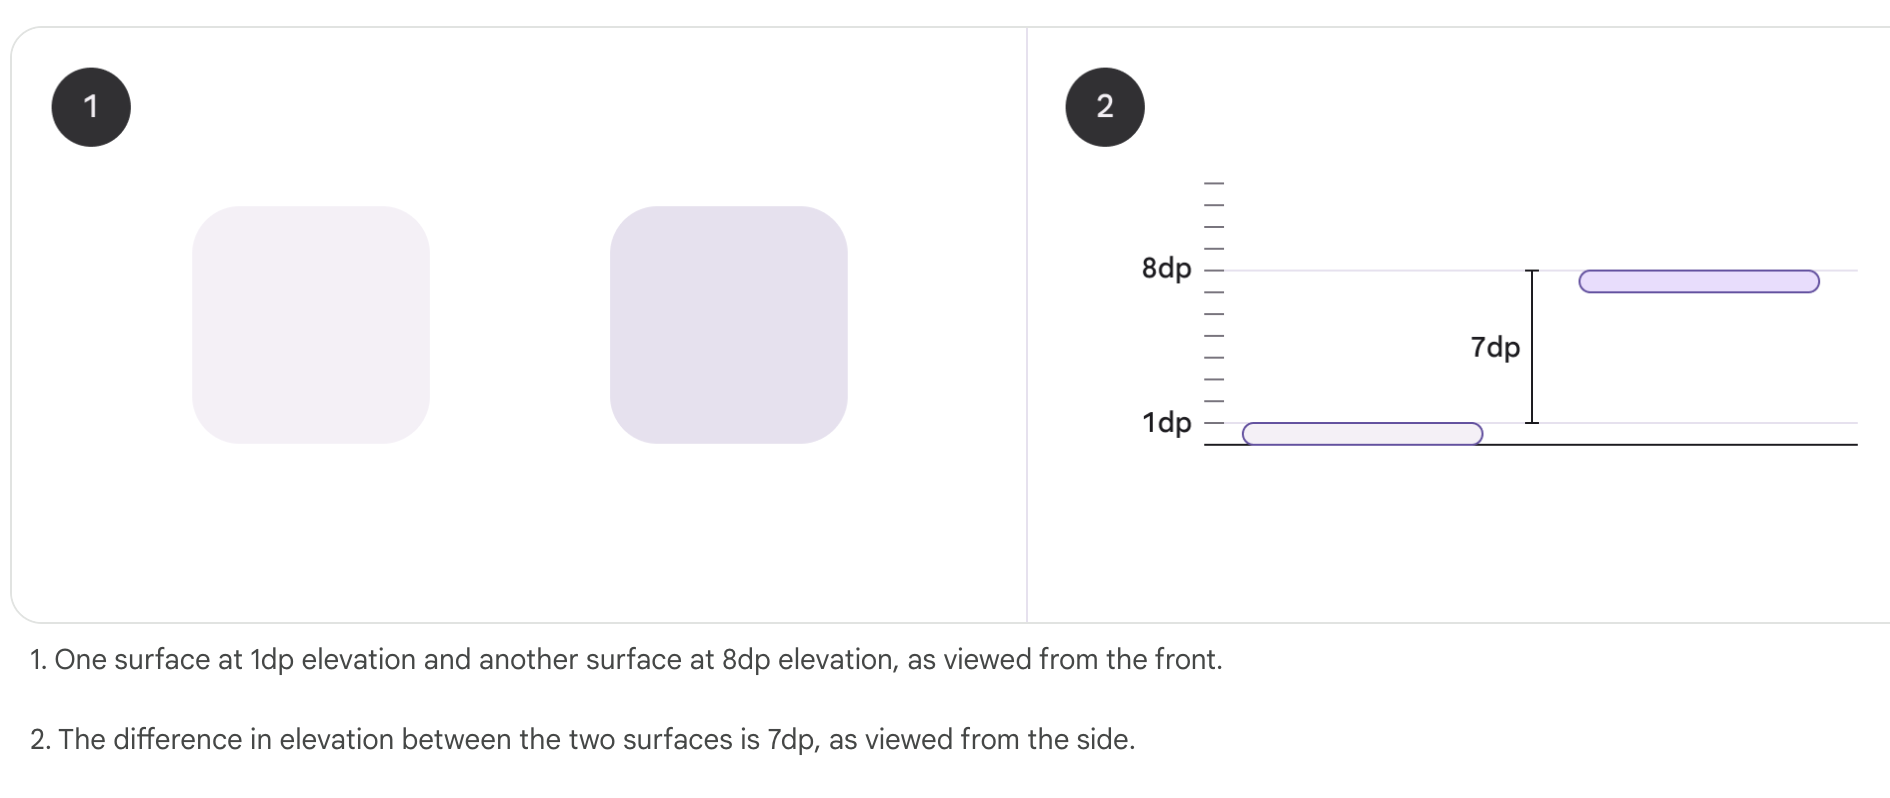 1
2
8dp
7dp
1dp
1. One surface at 1dp elevation and another surface at 8dp elevation, as viewed from the front.
2. The difference in elevation between the two surfaces is 7dp, as viewed from the side.